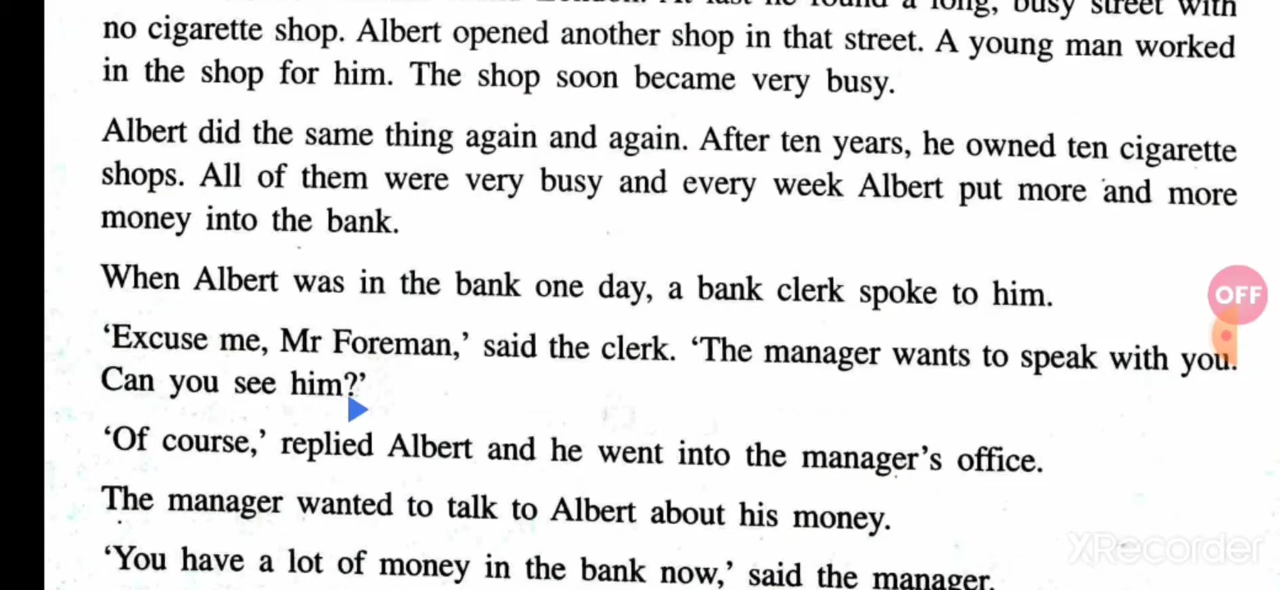 no cigarette shop. Albert opened another shop in that street. A young man worked
in the shop for him. The shop soon became very busy.
Albert did the same thing again and again. After ten years, he owned ten cigarette
shops. All of them were very busy and every week Albert put more and more
money into the bank.
When Albert was in the bank one day, a bank clerk spoke to him.
‘Excuse me, Mr Foreman,’ said the clerk. ‘The manager wants to speak with you.
Can you see him?’
‘Of course,’ replied Albert and he went into the manager’s office.
The manager wanted to talk to Albert about his money.
‘You have a lot of money in the bank now,’ said the manager.
OFF
XRecorder